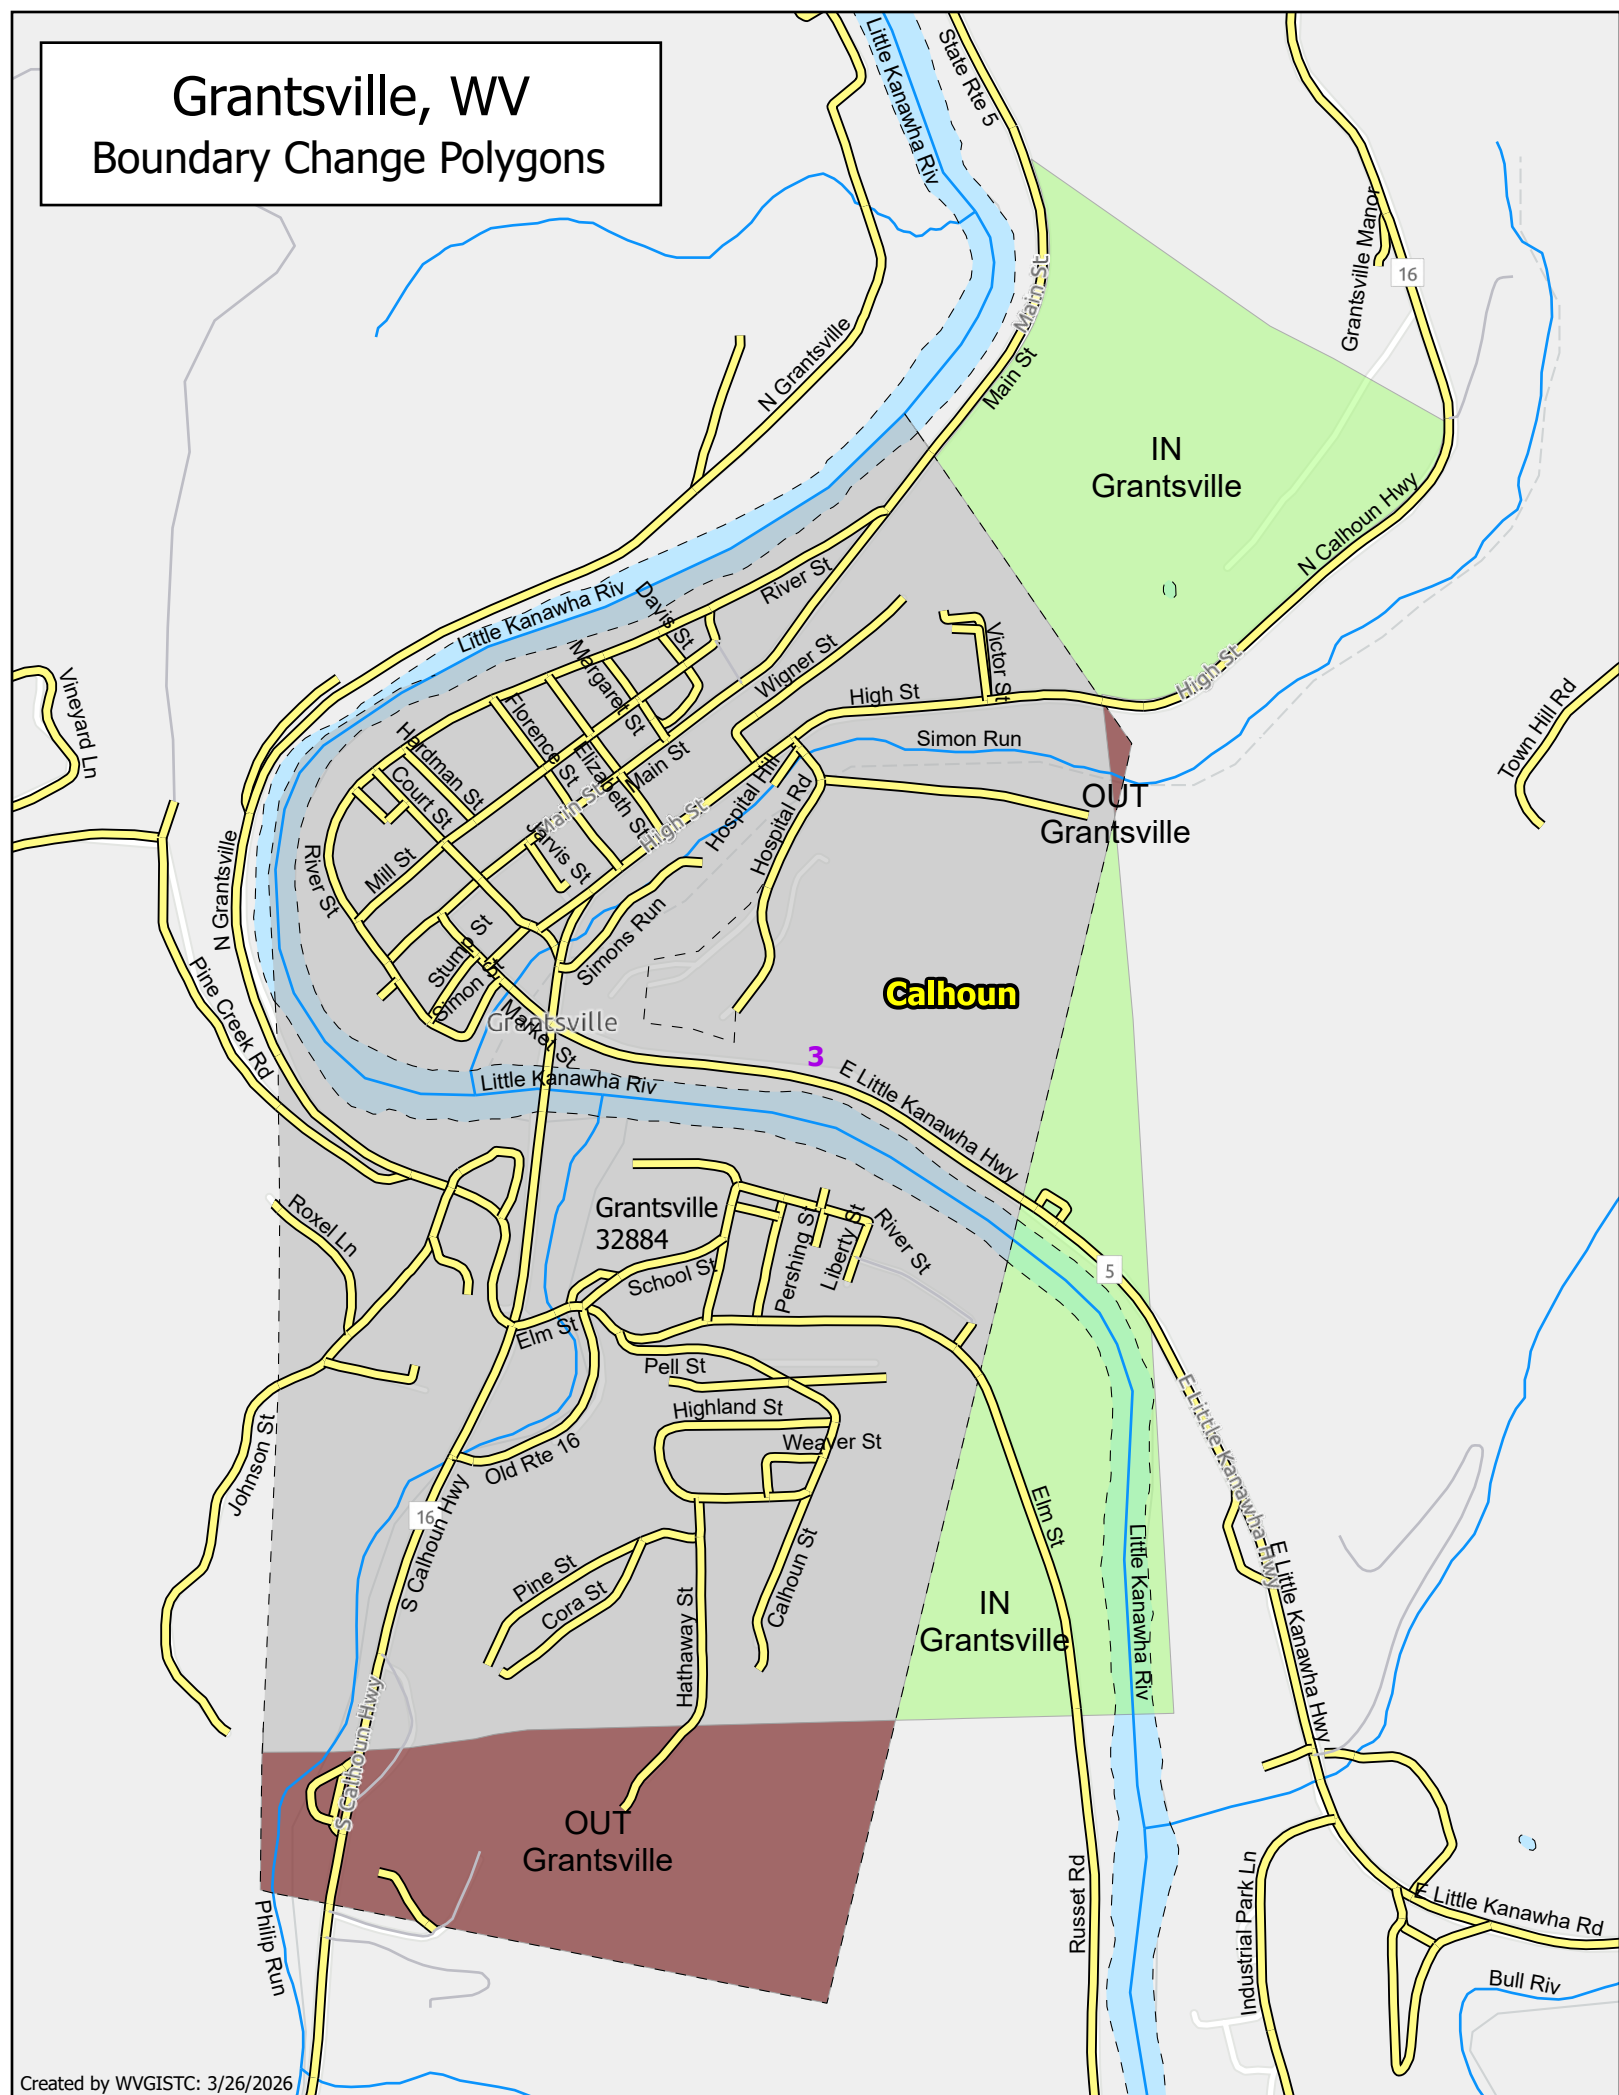 Grantsville, WV
Boundary Change Polygons
Little Kanawha Riv
State Rte 5
Grantsville Manor
16
Main St
Main St
N Grantsville
IN
Grantsville
N Calhoun Hwy
River St
Davis St
Little Kanawha Riv
Margaret St
Wigner St
Victor St
High St
High St
Vineyard Ln
Town Hill Rd
Simon Run
Florence St
Hardman St
Elizabeth St
Main St
Main St
Court St
Hospital Hill
Hospital Rd
High St
OUT
Grantsville
Jarvis St
Mill St
River St
N Grantsville
Simons Run
Stump St
Simon St
Pine Creek Rd
Calhoun
Grantsville
Market St
3
E Little Kanawha Hwy
Little Kanawha Riv
Roxel Ln
Grantsville
32884
Pershing St
Liberty St
River St
School St
5
Elm St
Pell St
Highland St
Weaver St
E Little Kanawha Hwy
Johnson St
Old Rte 16
16
S Calhoun Hwy
Elm St
Little Kanawha Riv
Pine St
Cora St
Calhoun St
Hathaway St
IN
Grantsville
E Little Kanawha Hwy
S Calhoun Hwy
OUT
Grantsville
Russet Rd
Industrial Park Ln
E Little Kanawha Rd
Philip Run
Bull Riv
Created by WVGISTC: 3/26/2026